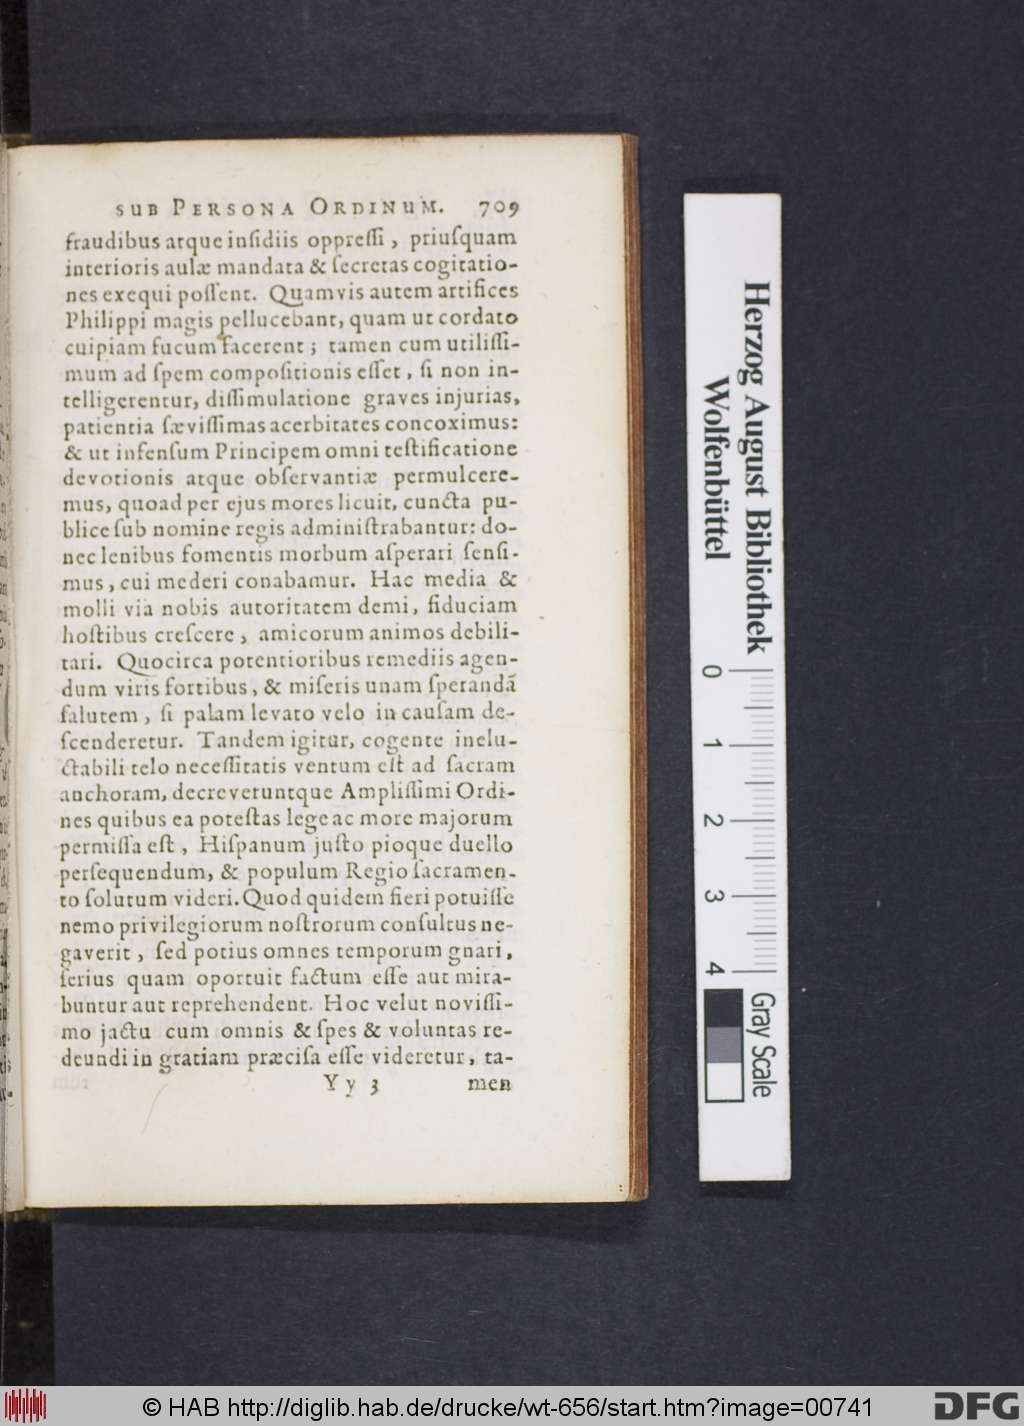 SUB PERSONA ORDINUM. 709
fraudibus atque inſidiis oppreſſi, priuſquam
interioris aulæ mandata & ſecretas cogitatio-
nes exequi poſſent. Quamvis autem artifices
Philippi magis pellucebant, quam ut cordato
cuipiam fucum facerent; tamen cum utiliſſi-
mum ad ſpem compoſitionis eſſet, ſi non in-
telligerentur, diſſimulatione graves injurias,
patientia ſæviſſimas acerbitates concoximus:
& ut infenſum Principem omni teſtificatione
devotionis atque obſervantiæ permulcere-
mus, quoad per ejus mores licuit, cuncta pu-
blice ſub nomine regis adminiſtrabantur: do-
nec lenibus fomentis morbum aſperari ſenſi-
mus, cui mederi conabamur. Hac media &
molli via nobis autoritatem demi, fiduciam
hoſtibus creſcere, amicorum animos debili-
tari. Quocirca potentioribus remediis agen-
dum viris fortibus, & miſeris unam ſperandā
ſalutem, ſi palam levato velo in cauſam de-
ſcenderetur. Tandem igitur, cogente inelu-
ctabili telo neceſſitatis ventum eſt ad ſacram
anchoram, decreveruntque Ampliſſimi Ordi-
nes quibus ea poteſtas lege ac more majorum
permiſſa eſt, Hiſpanum juſto pioque duello
perſequendum, & populum Regio ſacramen-
to ſolutum videri. Quod quidem fieri potuiſſe
nemo privilegiorum noſtrorum conſultus ne-
gaverit, ſed potius omnes temporum gnari,
ſerius quam oportuit factum eſſe aut mira-
buntur aut reprehendent. Hoc velut noviſſi-
mo jactu cum omnis & ſpes & voluntas re-
deundi in gratiam præciſa eſſe videretur, ta-
Yy 3 men
Herzog August Bibliothek
Wolfenbüttel
0 1 2 3 4
Gray Scale
© HAB http://diglib.hab.de/drucke/wt-656/start.htm?image=00741
DFG